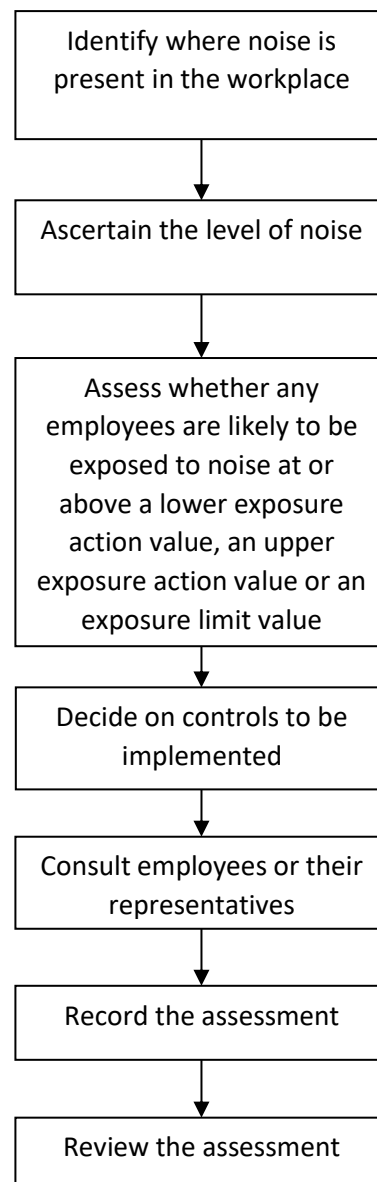 Identify where noise is
present in the workplace
Ascertain the level of noise
Assess whether any
employees are likely to be
exposed to noise at or
above a lower exposure
action value, an upper
exposure action value or an
exposure limit value
Decide on controls to be
implemented
Consult employees or their
representatives
Record the assessment
Review the assessment